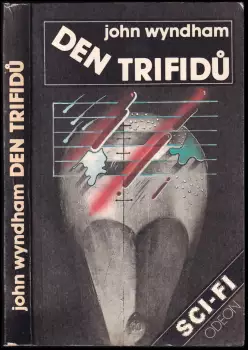 john wyndham DEN TRIFIDŮ
john wyndham
DEN TRIFIDŮ
SCI-FI
ODEON